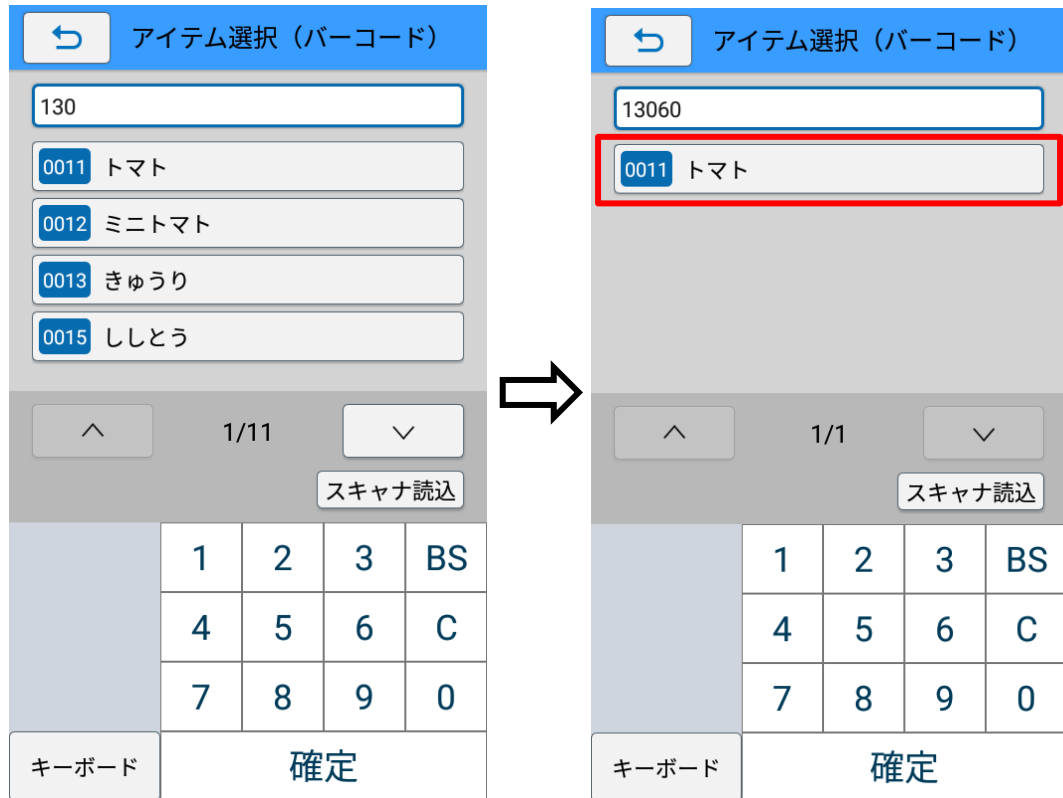 アイテム選択（バーコード）
130
0011 トマト
0012 ミニトマト
0013 きゅうり
0015 ししとう
1/11
スキャナ読込
1 2 3 BS
4 5 6 C
7 8 9 0
キーボード 確定
アイテム選択（バーコード）
13060
0011 トマト
1/1
スキャナ読込
1 2 3 BS
4 5 6 C
7 8 9 0
キーボード 確定